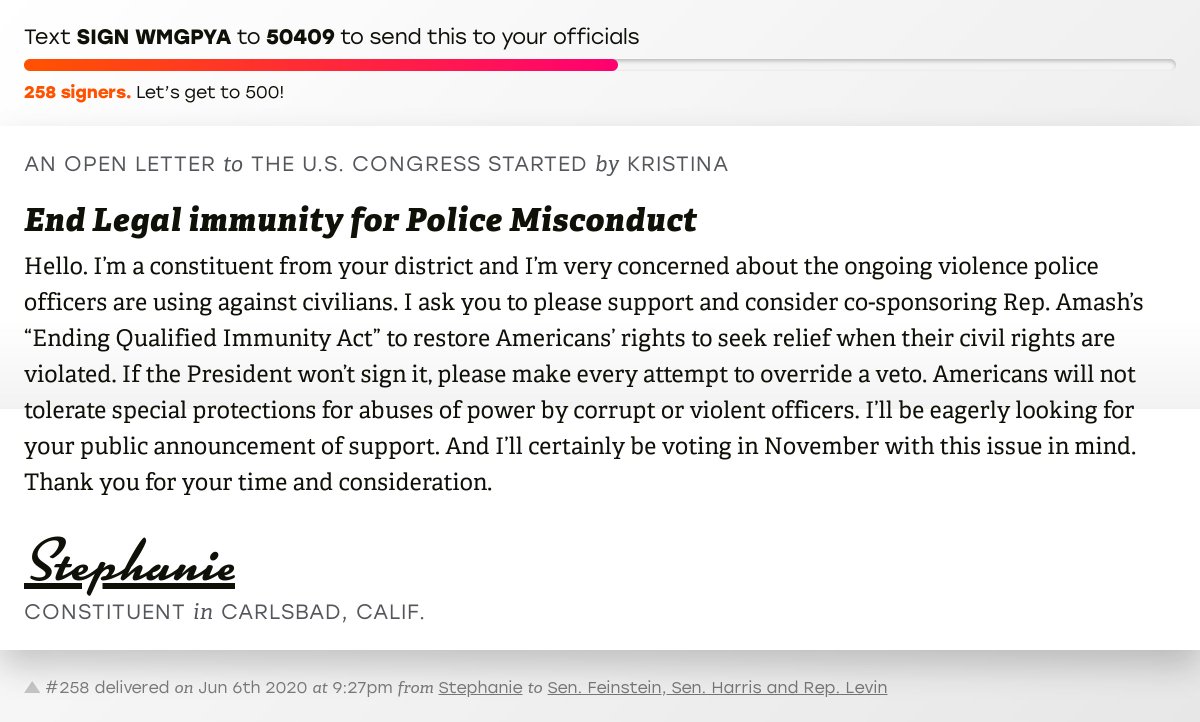 Text SIGN WMGPYA to 50409 to send this to your officials
258 signers. Let’s get to 500!
AN OPEN LETTER to THE U.S. CONGRESS STARTED by KRISTINA
End Legal immunity for Police Misconduct
Hello. I’m a constituent from your district and I’m very concerned about the ongoing violence police
officers are using against civilians. I ask you to please support and consider co-sponsoring Rep. Amash’s
“Ending Qualified Immunity Act” to restore Americans’ rights to seek relief when their civil rights are
violated. If the President won’t sign it, please make every attempt to override a veto. Americans will not
tolerate special protections for abuses of power by corrupt or violent officers. I’ll be eagerly looking for
your public announcement of support. And I’ll certainly be voting in November with this issue in mind.
Thank you for your time and consideration.
Stephanie
CONSTITUENT in CARLSBAD, CALIF.
#258 delivered on Jun 6th 2020 at 9:27pm from Stephanie to Sen. Feinstein, Sen. Harris and Rep. Levin